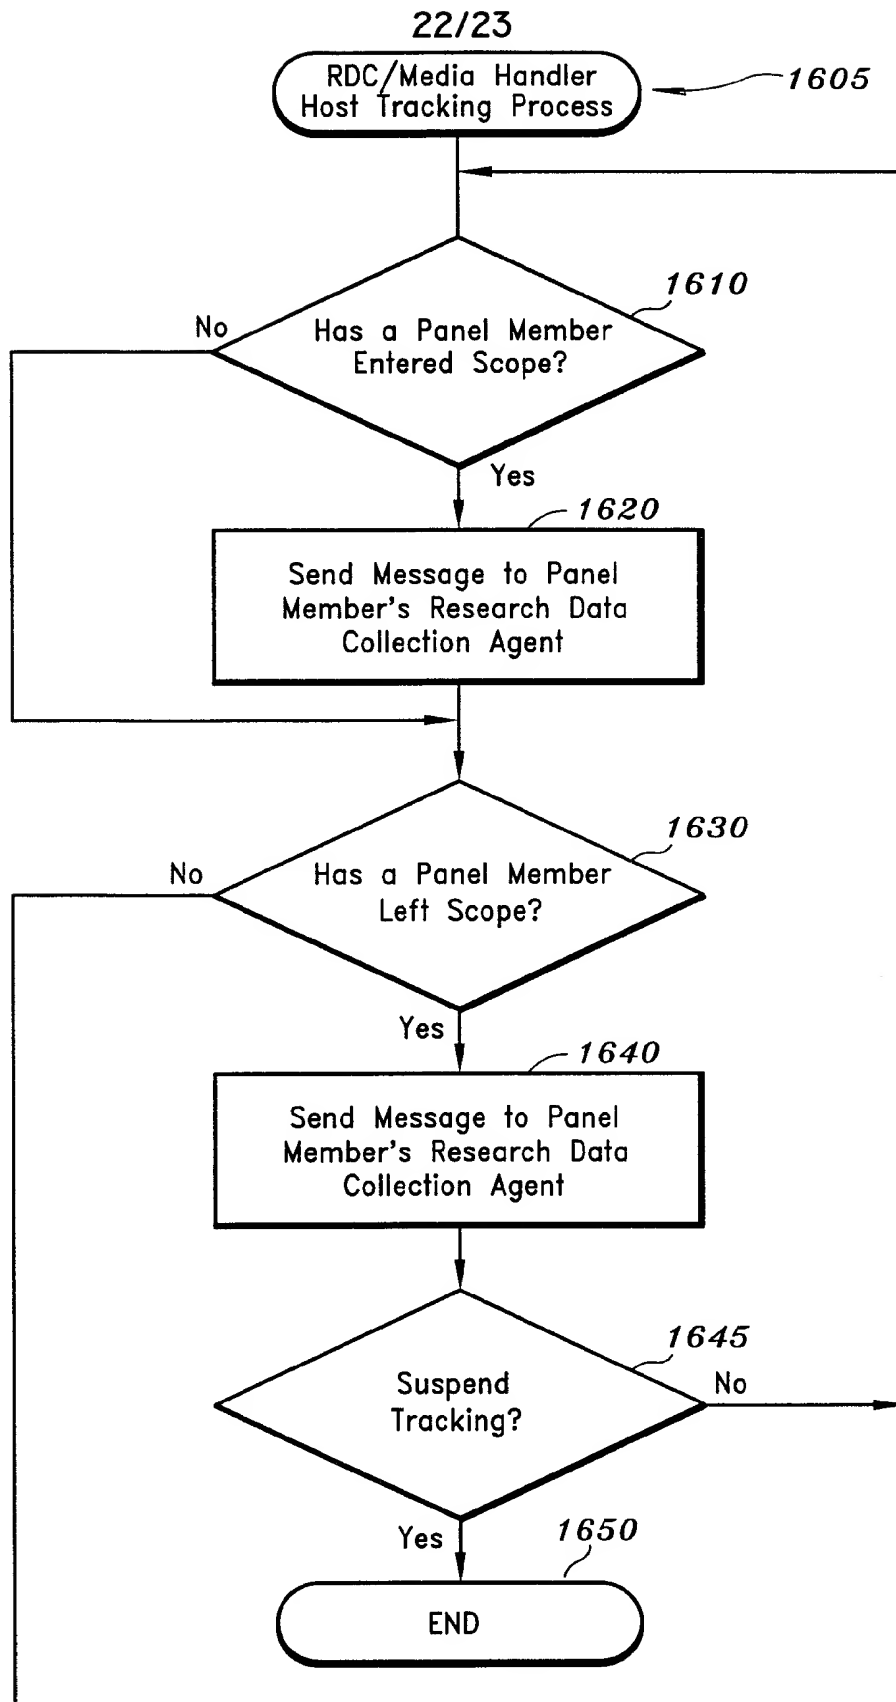 22/23
RDC/Media Handler
Host Tracking Process
1605
1610
No
Has a Panel Member
Entered Scope?
Yes
1620
Send Message to Panel
Member's Research Data
Collection Agent
1630
No
Has a Panel Member
Left Scope?
Yes
1640
Send Message to Panel
Member's Research Data
Collection Agent
1645
Suspend
Tracking?
No
Yes
1650
END